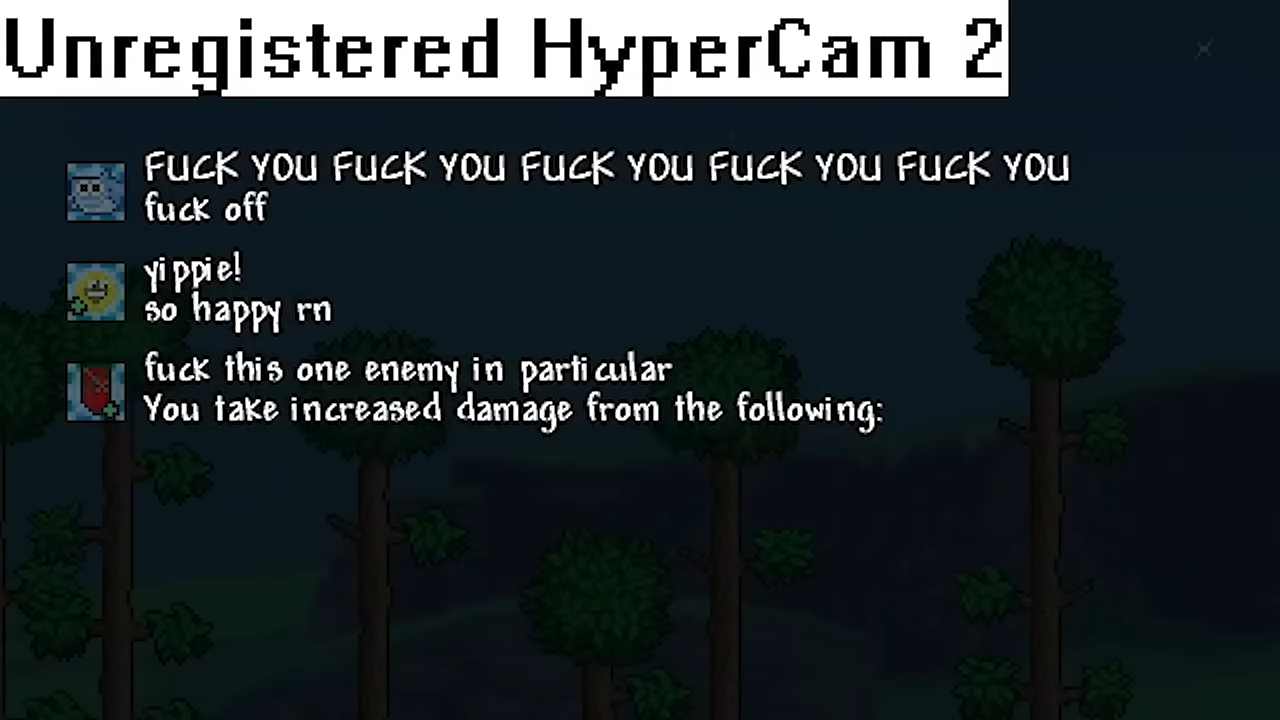 Unregistered HyperCam 2
FUCK YOU FUCK YOU FUCK YOU FUCK YOU FUCK YOU
fuck off
yippie!
so happy rn
fuck this one enemy in particular
You take increased damage from the following: